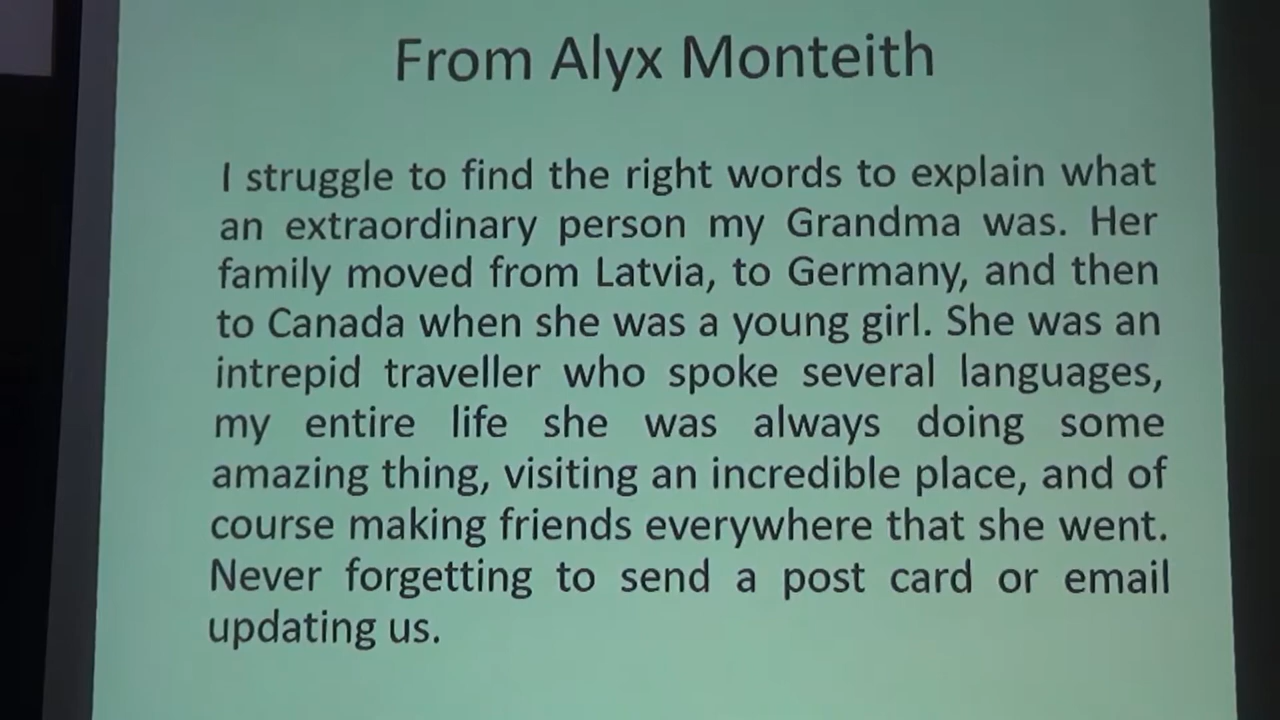 From Alyx Monteith
I struggle to find the right words to explain what
an extraordinary person my Grandma was. Her
family moved from Latvia, to Germany, and then
to Canada when she was a young girl. She was an
intrepid traveller who spoke several languages,
my entire life she was always doing some
amazing thing, visiting an incredible place, and of
course making friends everywhere that she went.
Never forgetting to send a post card or email
updating us.